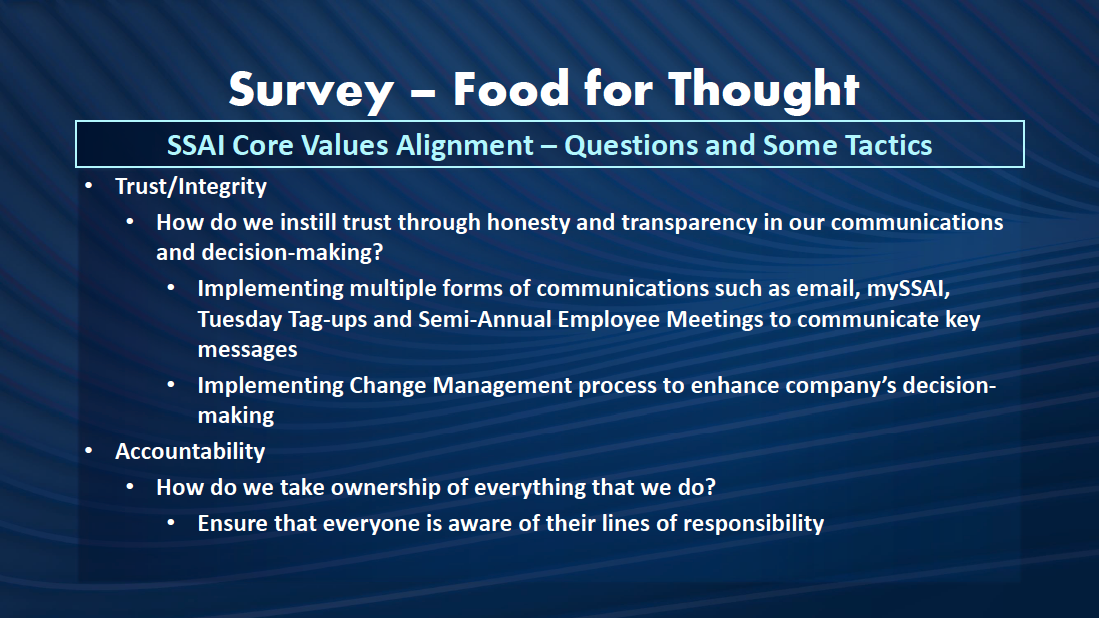 Survey – Food for Thought
SSAI Core Values Alignment – Questions and Some Tactics
• Trust/Integrity
• How do we instill trust through honesty and transparency in our communications
and decision-making?
• Implementing multiple forms of communications such as email, mySSAI,
Tuesday Tag-ups and Semi-Annual Employee Meetings to communicate key
messages
• Implementing Change Management process to enhance company’s decision-
making
• Accountability
• How do we take ownership of everything that we do?
• Ensure that everyone is aware of their lines of responsibility